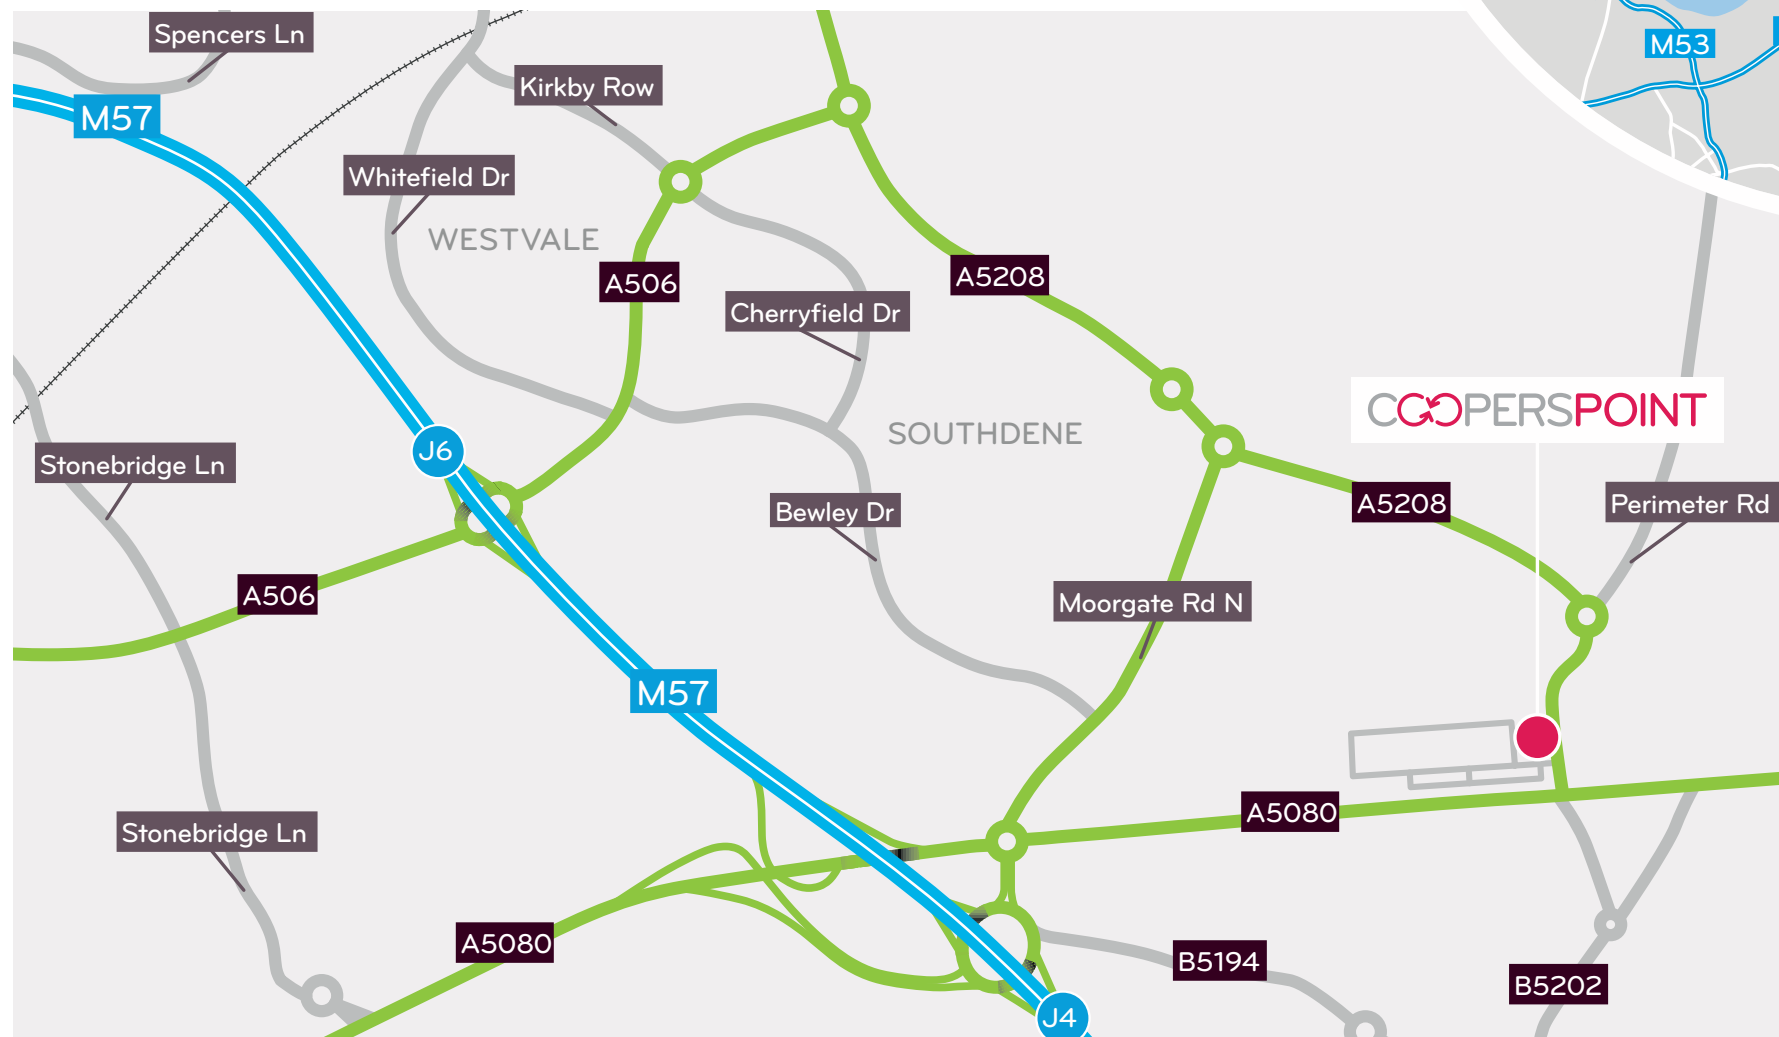 Spencers Ln
M53
Kirkby Row
M57
Whitefield Dr
WESTVALE
A506
A5208
Cherryfield Dr
COOPERSPOINT
SOUTHDENE
J6
Stonebridge Ln
A5208
Perimeter Rd
Bewley Dr
A506
Moorgate Rd N
M57
A5080
Stonebridge Ln
A5080
B5194
B5202
J4